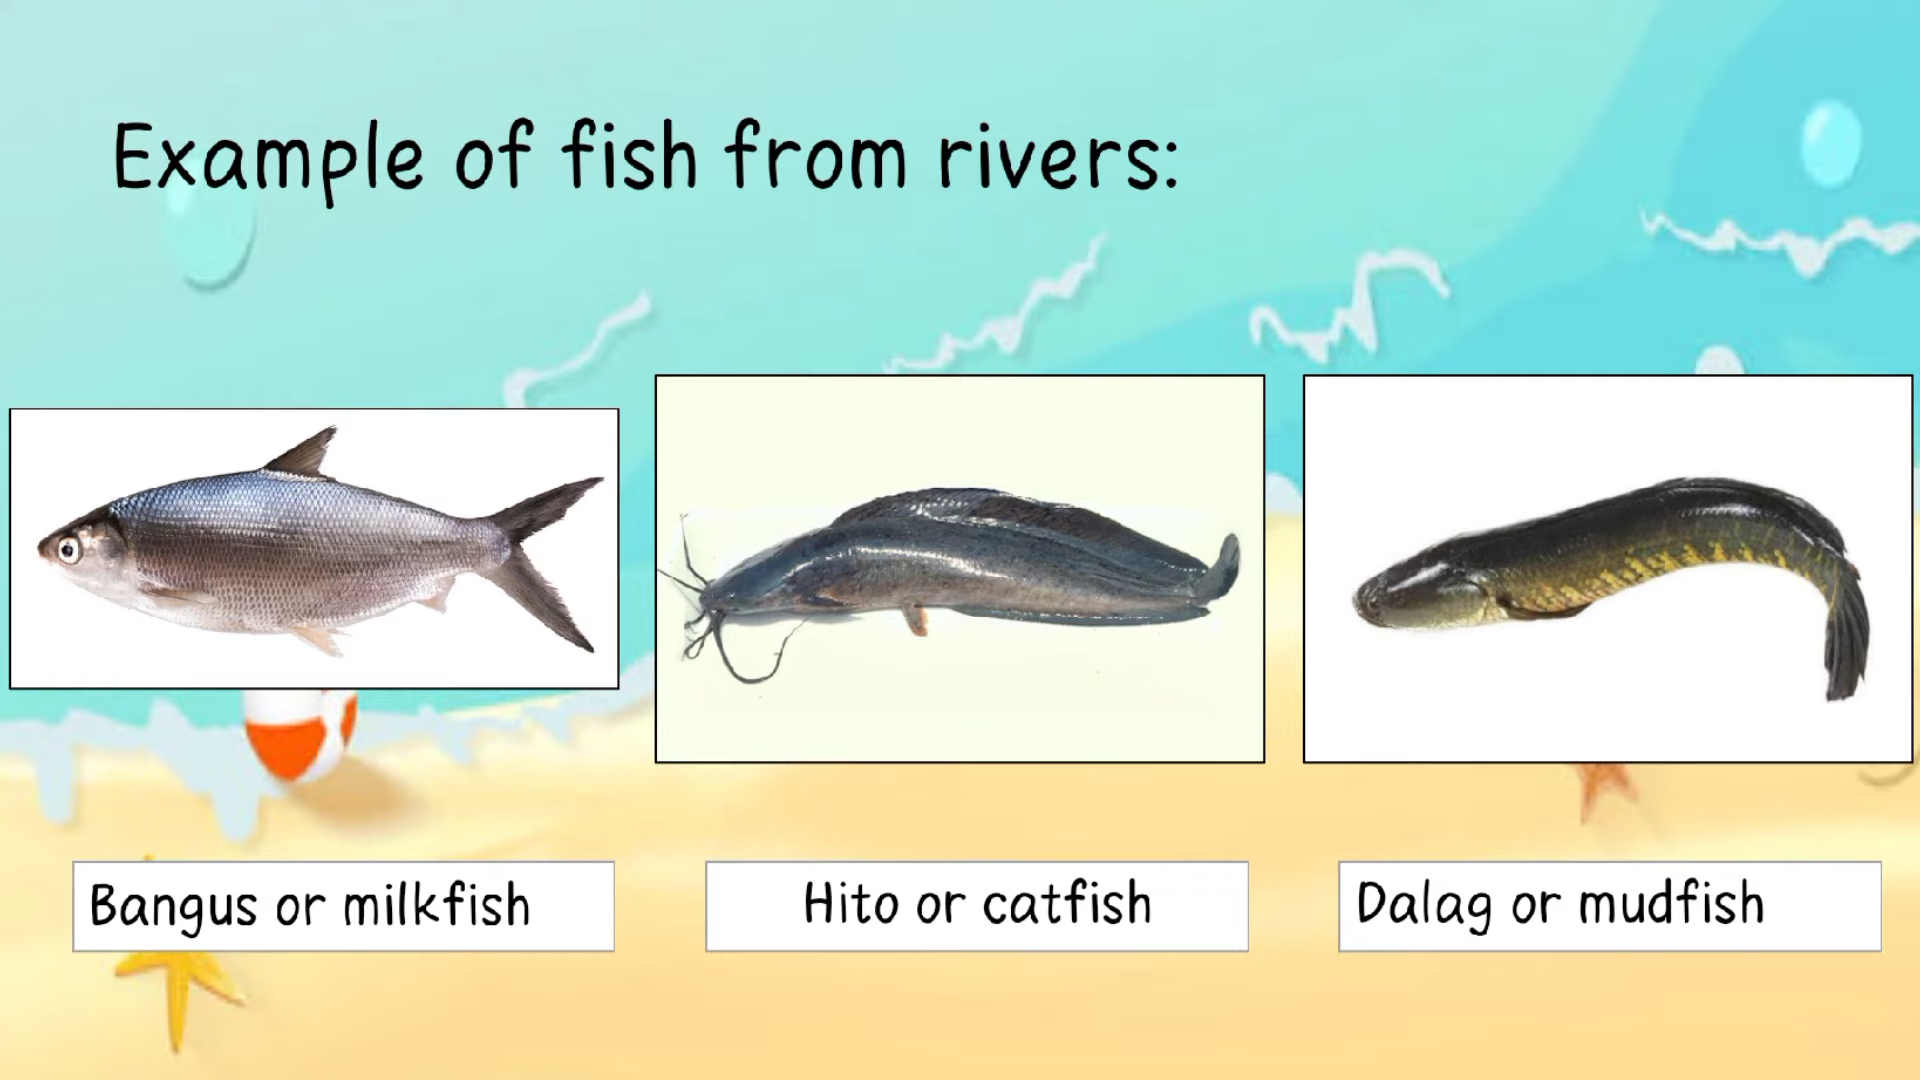 Example of fish from rivers:
Bangus or milkfish
Hito or catfish
Dalag or mudfish